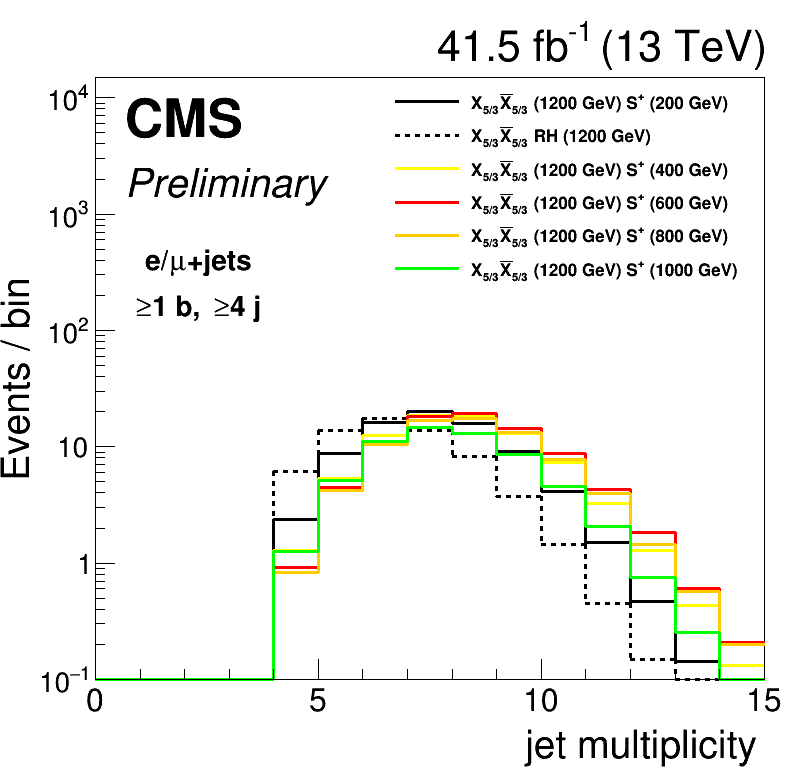 41.5 fb⁻¹ (13 TeV)
CMS
Preliminary
e/μ+jets
≥1 b, ≥4 j
X₅/₃X̅₅/₃ (1200 GeV) S⁺ (200 GeV)
X₅/₃X̅₅/₃ RH (1200 GeV)
X₅/₃X̅₅/₃ (1200 GeV) S⁺ (400 GeV)
X₅/₃X̅₅/₃ (1200 GeV) S⁺ (600 GeV)
X₅/₃X̅₅/₃ (1200 GeV) S⁺ (800 GeV)
X₅/₃X̅₅/₃ (1200 GeV) S⁺ (1000 GeV)
Events / bin
10⁴
10³
10²
10
1
10⁻¹
0 5 10 15
jet multiplicity